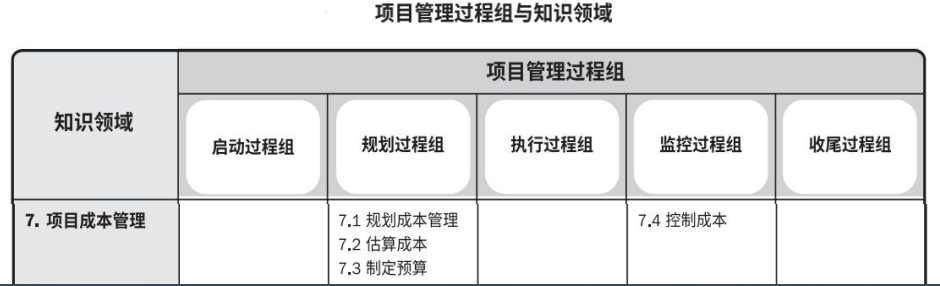 项目管理过程组与知识领域
知识领域
项目管理过程组
启动过程组
规划过程组
执行过程组
监控过程组
收尾过程组
7. 项目成本管理
7.1 规划成本管理
7.2 估算成本
7.3 制定预算
7.4 控制成本